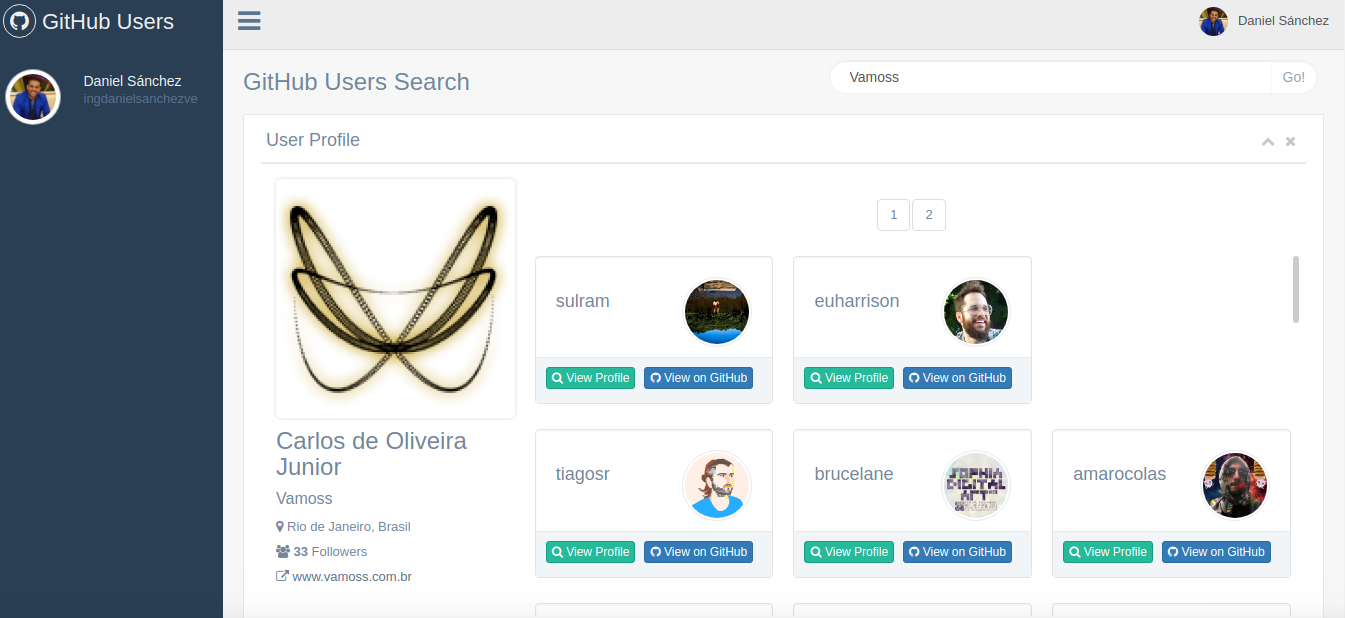 GitHub Users
Daniel Sánchez
Daniel Sánchez
ingdanielsanchezve
GitHub Users Search
Vamoss
Go!
User Profile
1
2
sulram
euharrison
View Profile
View on GitHub
View Profile
View on GitHub
Carlos de Oliveira
Junior
Vamoss
Rio de Janeiro, Brasil
33 Followers
www.vamoss.com.br
tiagosr
brucelane
SOPHIA
DIGITAL
ART
amarocolas
View Profile
View on GitHub
View Profile
View on GitHub
View Profile
View on GitHub